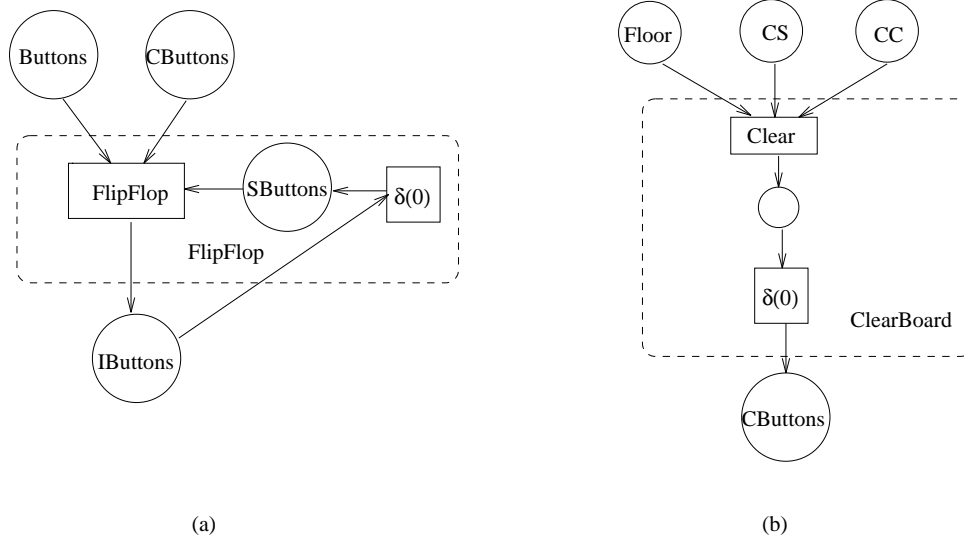 Buttons
CButtons
FlipFlop
SButtons
δ(0)
FlipFlop
IButtons
(a)
Floor
CS
CC
Clear
δ(0)
ClearBoard
CButtons
(b)